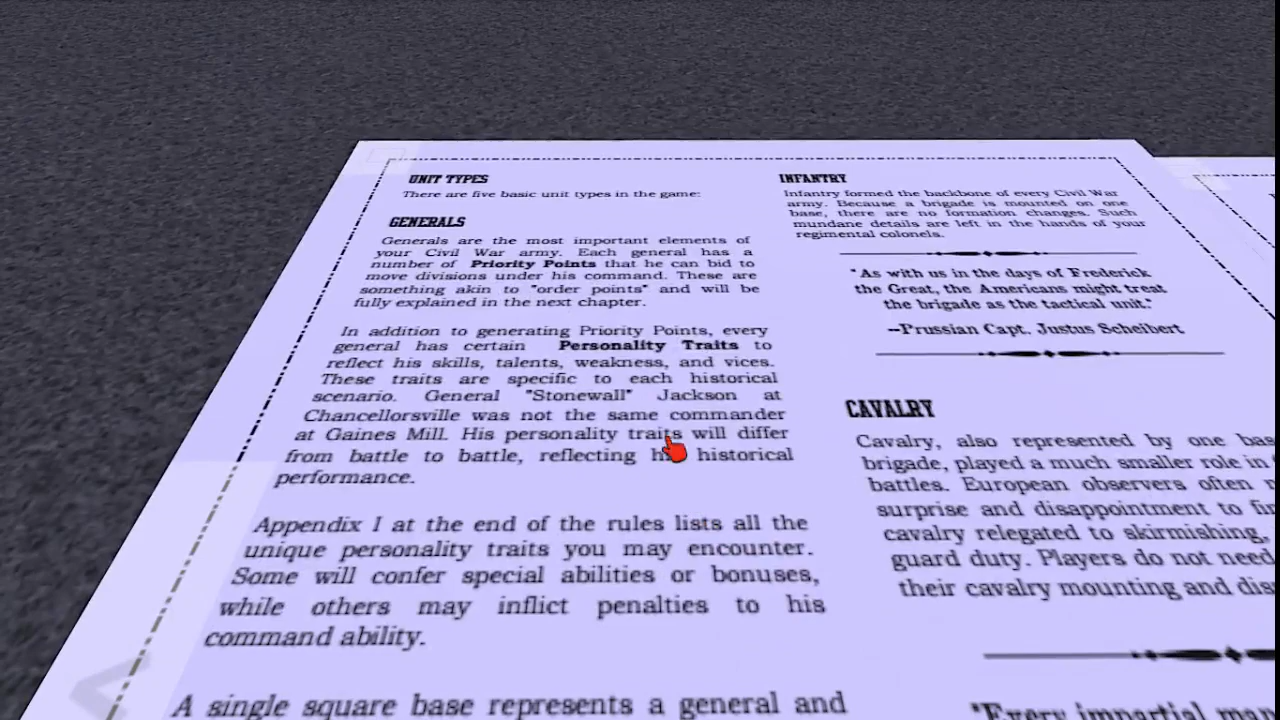 UNIT TYPES
There are five basic unit types in the game:
GENERALS
Generals are the most important elements of
your Civil War army. Each general has a
number of Priority Points that he can bid to
move divisions under his command. These are
something akin to "order points" and will be
fully explained in the next chapter.
In addition to generating Priority Points, every
general has certain Personality Traits to
reflect his skills, talents, weakness, and vices.
These traits are specific to each historical
scenario. General "Stonewall" Jackson at
Chancellorsville was not the same commander
at Gaines Mill. His personality traits will differ
from battle to battle, reflecting his historical
performance.
Appendix I at the end of the rules lists all the
unique personality traits you may encounter.
Some will confer special abilities or bonuses,
while others may inflict penalties to his
command ability.
A single square base represents a general and
INFANTRY
Infantry formed the backbone of every Civil War
army. Because a brigade is mounted on one
base, there are no formation changes. Such
mundane details are left in the hands of your
regimental colonels.
"As with us in the days of Frederick
the Great, the Americans might treat
the brigade as the tactical unit."
—Prussian Capt. Justus Scheibert
CAVALRY
Cavalry, also represented by one
brigade, played a much smaller role in
battles. European observers often
surprise and disappointment to
cavalry relegated to skirmishing,
guard duty. Players do not need
their cavalry mounting and
"Every impartial